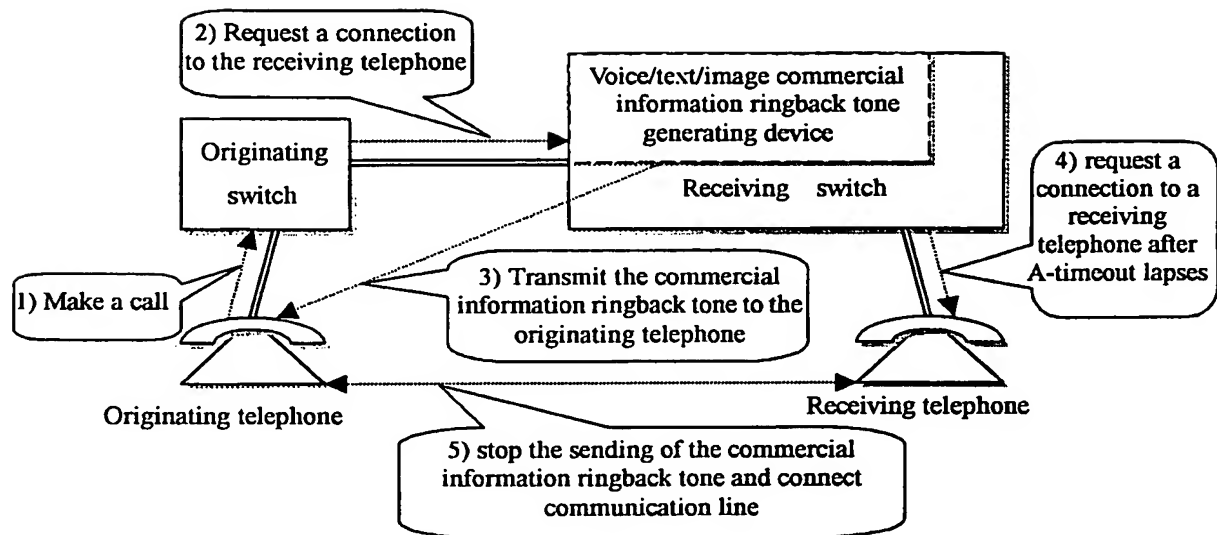 2) Request a connection
to the receiving telephone
Voice/text/image commercial
information ringback tone
generating device
Originating
switch
Receiving switch
4) request a
connection to a
receiving
telephone after
A-timeout lapses
1) Make a call
3) Transmit the commercial
information ringback tone to the
originating telephone
Originating telephone
Receiving telephone
5) stop the sending of the commercial
information ringback tone and connect
communication line